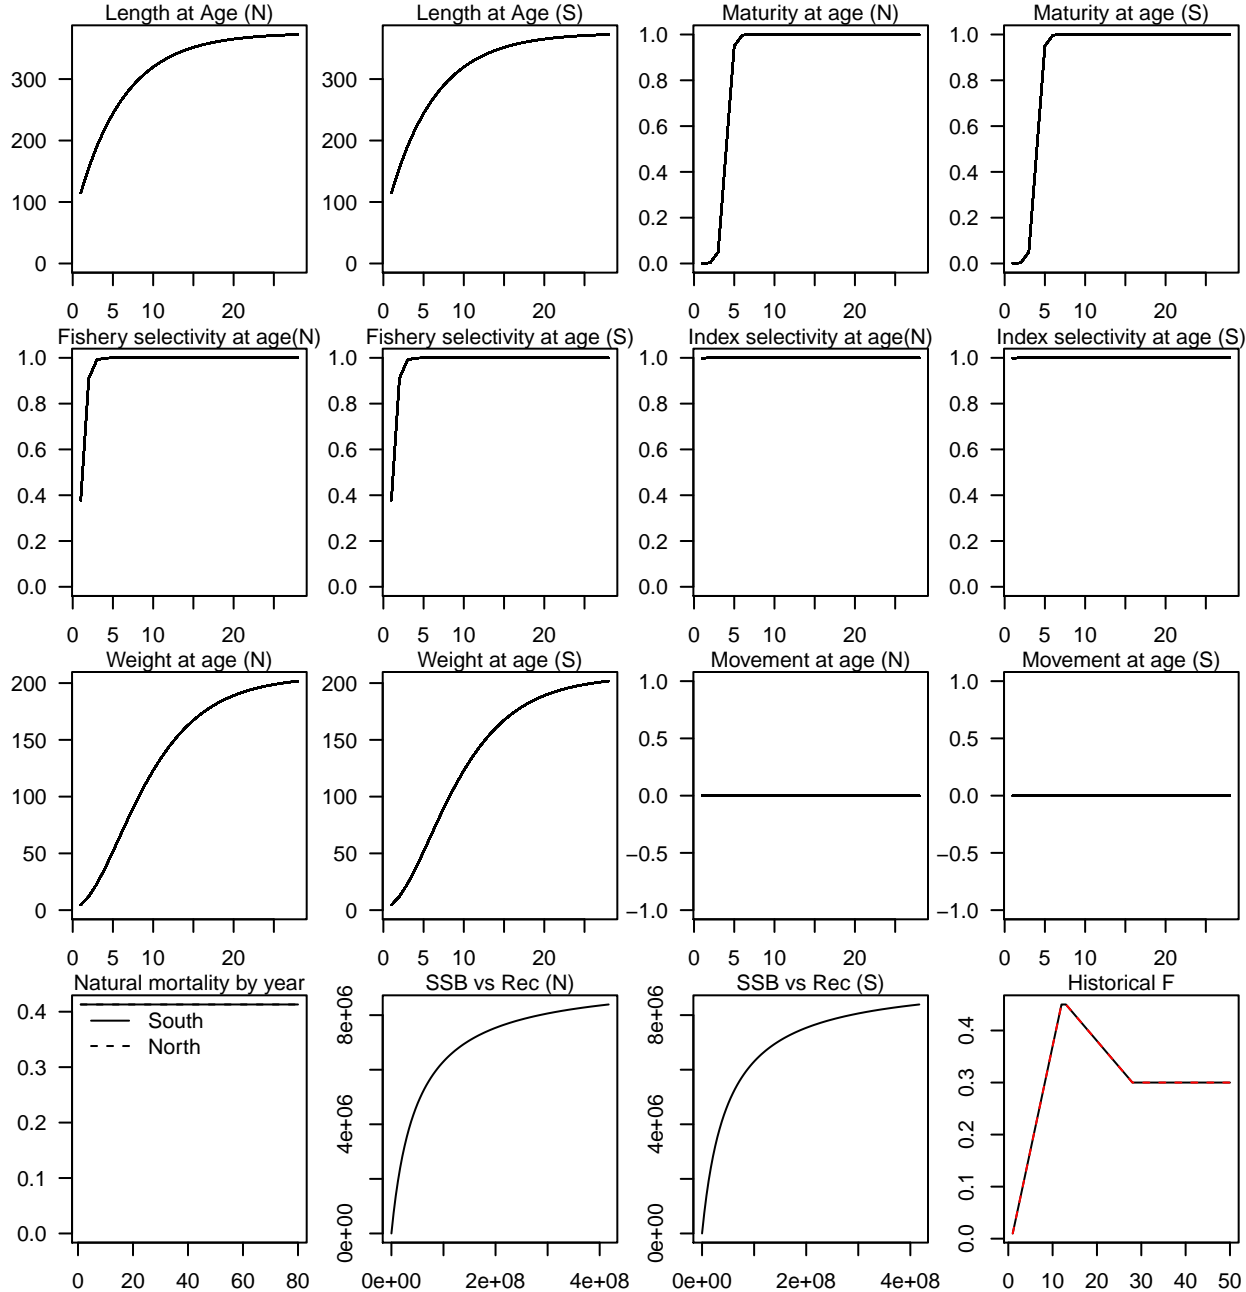 Length at Age (N)
0
100
200
300
0 5 10 20
Length at Age (S)
0
100
200
300
0 5 10 20
Maturity at age (N)
0.0
0.2
0.4
0.6
0.8
1.0
0 5 10 20
Maturity at age (S)
0.0
0.2
0.4
0.6
0.8
1.0
0 5 10 20
Fishery selectivity at age(N)
0.0
0.2
0.4
0.6
0.8
1.0
0 5 10 20
Fishery selectivity at age (S)
0.0
0.2
0.4
0.6
0.8
1.0
0 5 10 20
Index selectivity at age(N)
0.0
0.2
0.4
0.6
0.8
1.0
0 5 10 20
Index selectivity at age (S)
0.0
0.2
0.4
0.6
0.8
1.0
0 5 10 20
Weight at age (N)
0
50
100
150
200
0 5 10 20
Weight at age (S)
0
50
100
150
200
0 5 10 20
Movement at age (N)
−1.0
−0.5
0.0
0.5
1.0
0 5 10 20
Movement at age (S)
−1.0
−0.5
0.0
0.5
1.0
0 5 10 20
Natural mortality by year
0.0
0.1
0.2
0.3
0.4
South
North
0 20 40 60 80
SSB vs Rec (N)
0e+00
4e+06
8e+06
0e+00 2e+08 4e+08
SSB vs Rec (S)
0e+00
4e+06
8e+06
0e+00 2e+08 4e+08
Historical F
0.0
0.1
0.2
0.3
0.4
0 10 20 30 40 50